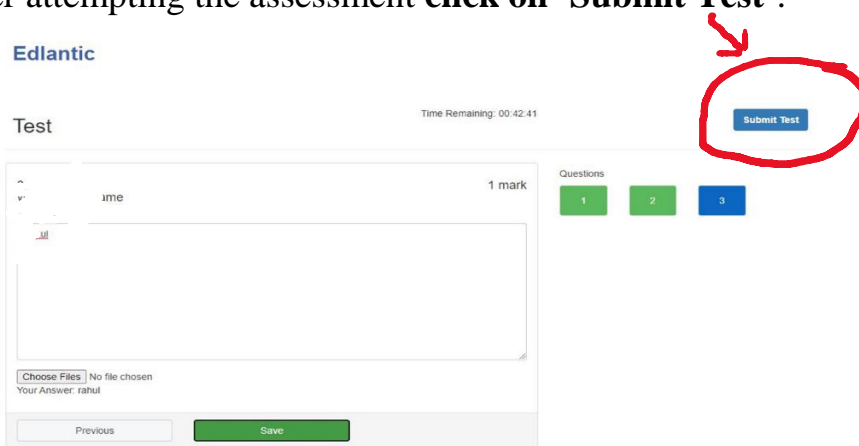 attempting the assessment click on 'Submit Test'.
Edlantic
Time Remaining: 00:42:41
Submit Test
Test
1 mark
Questions
1 2 3
Choose Files No file chosen
Your Answer: rahul
Previous
Save